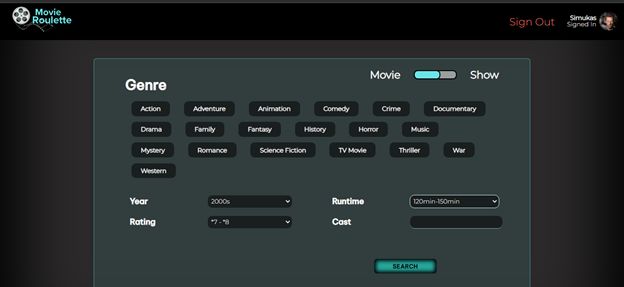 Movie
Roulette
Sign Out
Simukas
Signed In
Movie Show
Genre
Action Adventure Animation Comedy Crime Documentary
Drama Family Fantasy History Horror Music
Mystery Romance Science Fiction TV Movie Thriller War
Western
Year 2000s Runtime 120min-150min
Rating *7 - *8 Cast
SEARCH